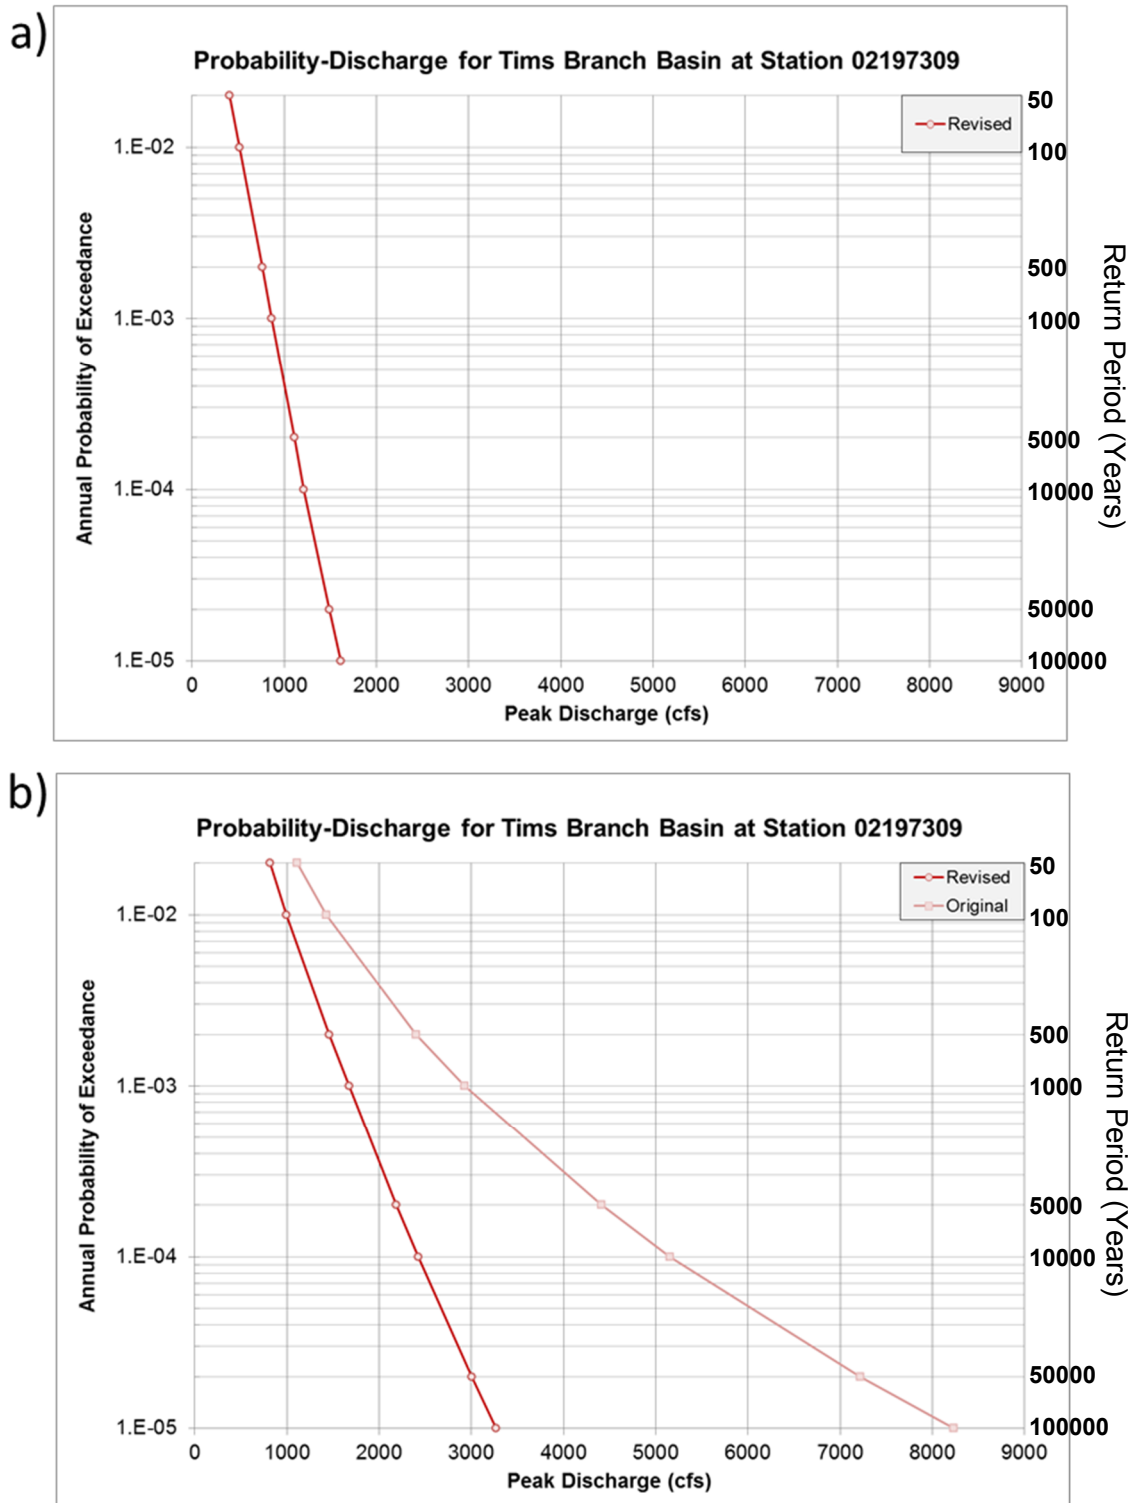 a)
Probability-Discharge for Tims Branch Basin at Station 02197309
Revised
50
1.E-02
100
500
1.E-03
1000
5000
1.E-04
10000
50000
1.E-05
100000
Annual Probability of Exceedance
Return Period (Years)
0 1000 2000 3000 4000 5000 6000 7000 8000 9000
Peak Discharge (cfs)
b)
Probability-Discharge for Tims Branch Basin at Station 02197309
Revised
Original
50
1.E-02
100
500
1.E-03
1000
5000
1.E-04
10000
50000
1.E-05
100000
Annual Probability of Exceedance
Return Period (Years)
0 1000 2000 3000 4000 5000 6000 7000 8000 9000
Peak Discharge (cfs)